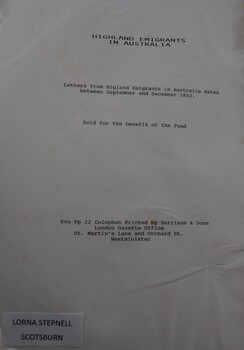 HIGHLAND EMIGRANTS
IN AUSTRALIA
Letters from Higland Emigrants in Australia dated
between September and December 1852.
Sold for the benefit of the Fund
8vo Pp 22 Colophon Printed by Harrison & Sons
London Gazette Office
St. Martin's Lane and Orchard St.
Westminister
LORNA STEPNELL
SCOTSBURN